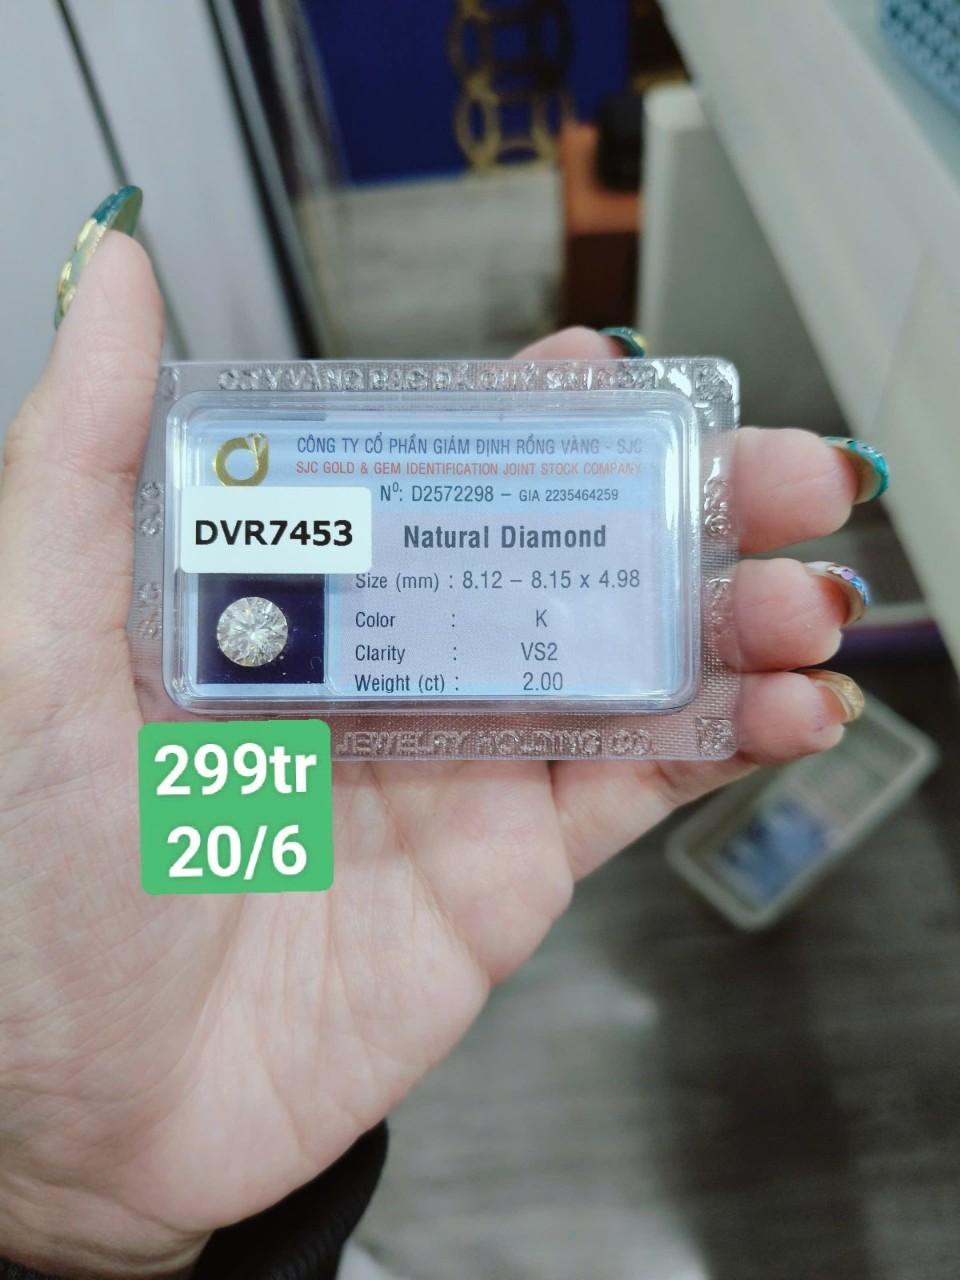 CÔNG TY CỔ PHẦN GIÁM ĐỊNH RỒNG VÀNG - SJC
SJC GOLD & GEM IDENTIFICATION JOINT STOCK COMPANY
Nº: D2572298 – GIA 2235464259
DVR7453
Natural Diamond
Size (mm) : 8.12 – 8.15 x 4.98
Color : K
Clarity : VS2
Weight (ct) : 2.00
JEWELRY HOLDING CO.
299tr
20/6